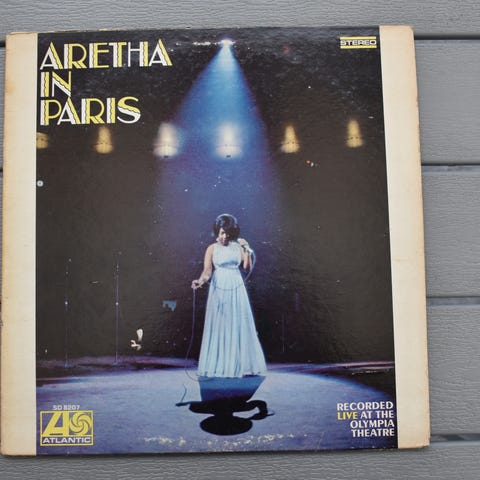 ARETHA
IN
PARIS
STEREO
SD 8207
ATLANTIC
RECORDED
LIVE AT THE
OLYMPIA
THEATRE